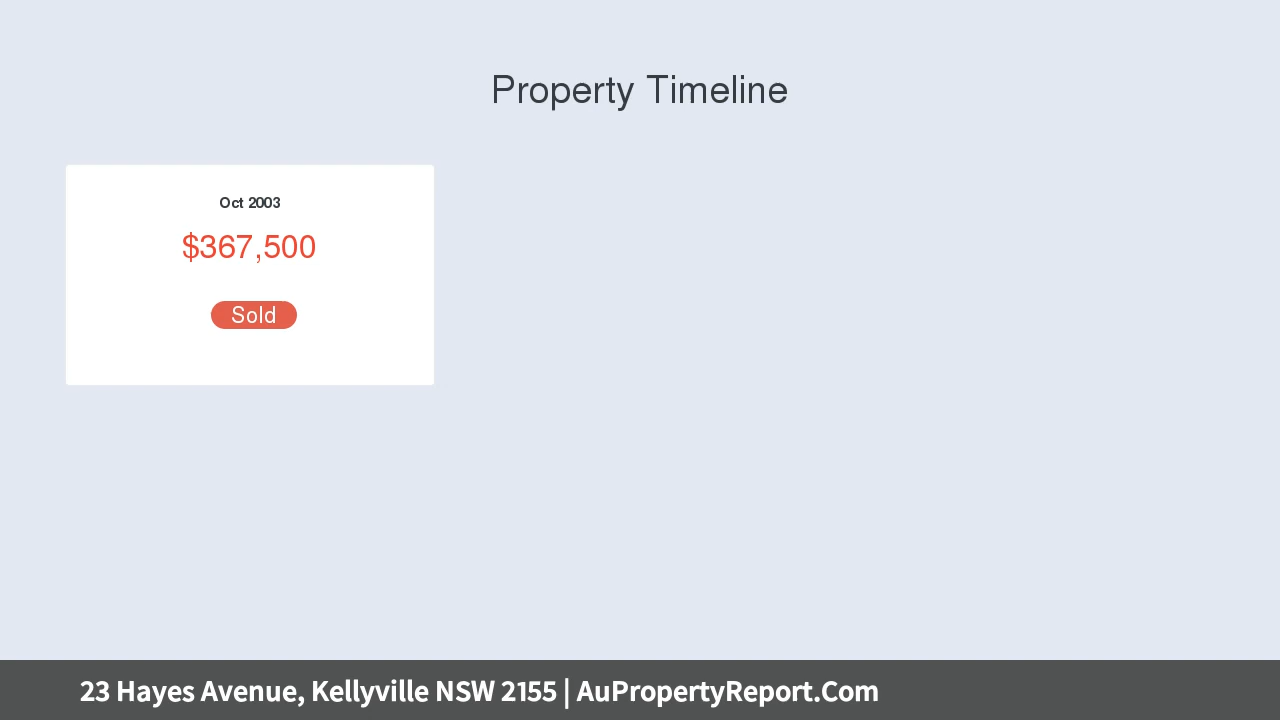 Property Timeline
Oct 2003
$367,500
Sold
23 Hayes Avenue, Kellyville NSW 2155 | AuPropertyReport.Com